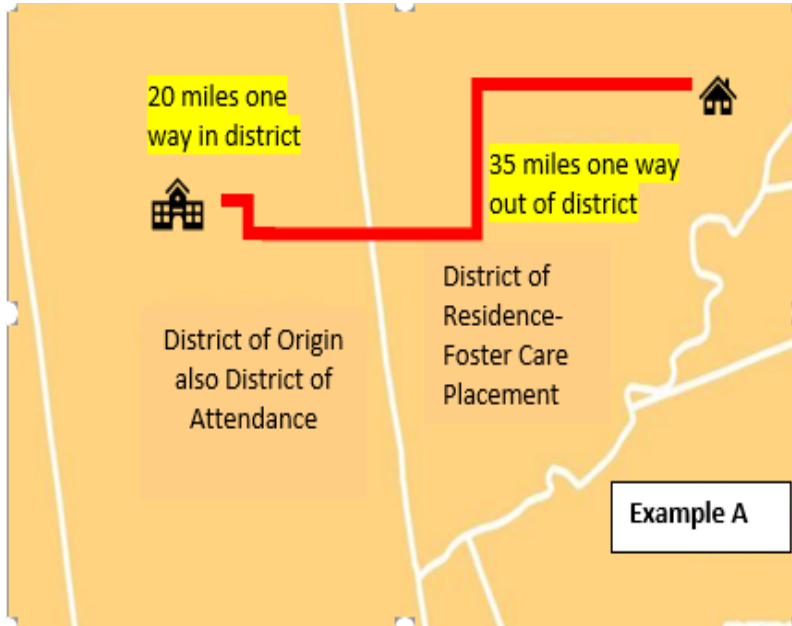 20 miles one
way in district
35 miles one way
out of district
District of
Residence-
Foster Care
Placement
District of Origin
also District of
Attendance
Example A